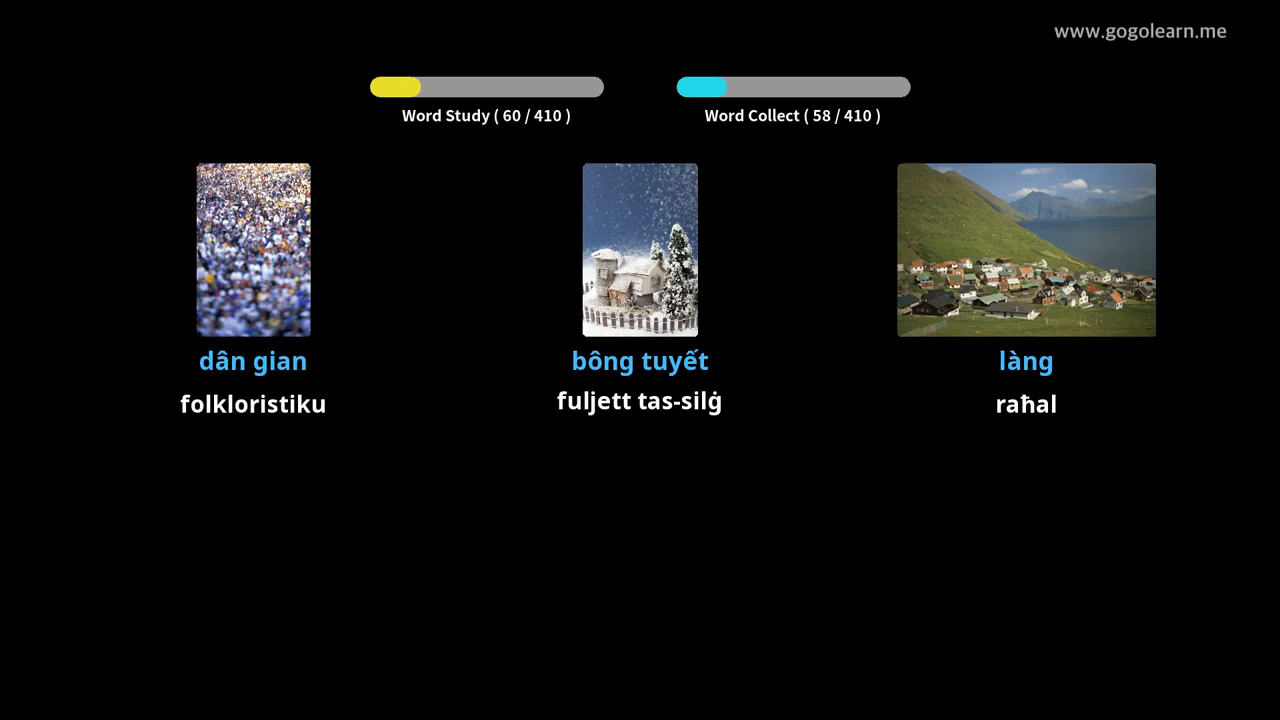 www.gogolearn.me
Word Study ( 60 / 410 )
Word Collect ( 58 / 410 )
dân gian
folkloristiku
bông tuyết
fuljett tas-silġ
làng
raħal